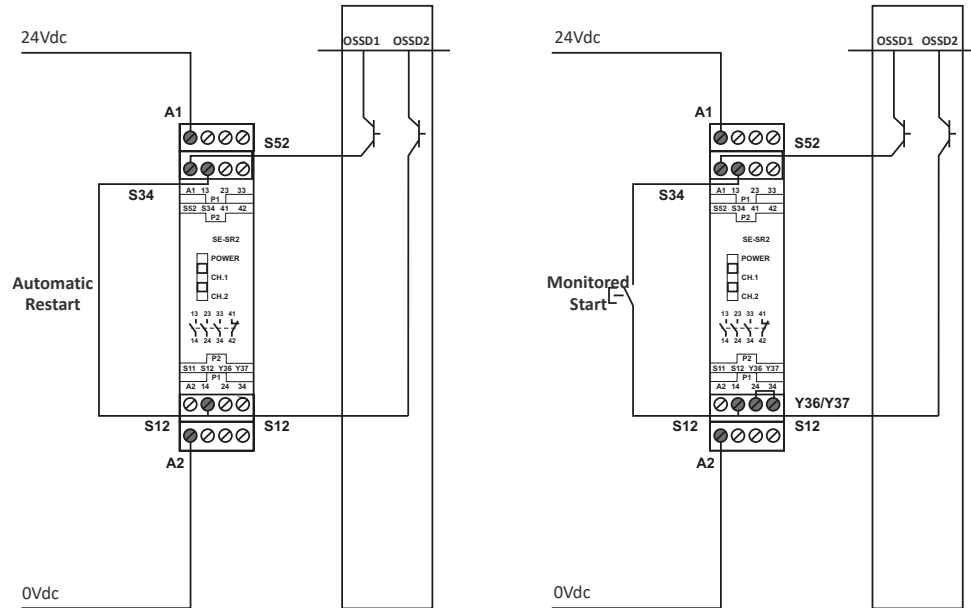 24Vdc
OSSD1 OSSD2
A1
S52
S34
A1 13 23 33
P1
S52 S34 41 42
P2
SE-SR2
POWER
CH.1
CH.2
Automatic
Restart
13 23 33 41
14 24 34 42
P2
S11 S12 Y36 Y37
P1
A2 14 24 34
S12 S12
A2
0Vdc
24Vdc
OSSD1 OSSD2
A1
S52
S34
A1 13 23 33
P1
S52 S34 41 42
P2
SE-SR2
POWER
CH.1
CH.2
Monitored
Start
13 23 33 41
14 24 34 42
P2
S11 S12 Y36 Y37
P1
A2 14 24 34
Y36/Y37
S12 S12
A2
0Vdc